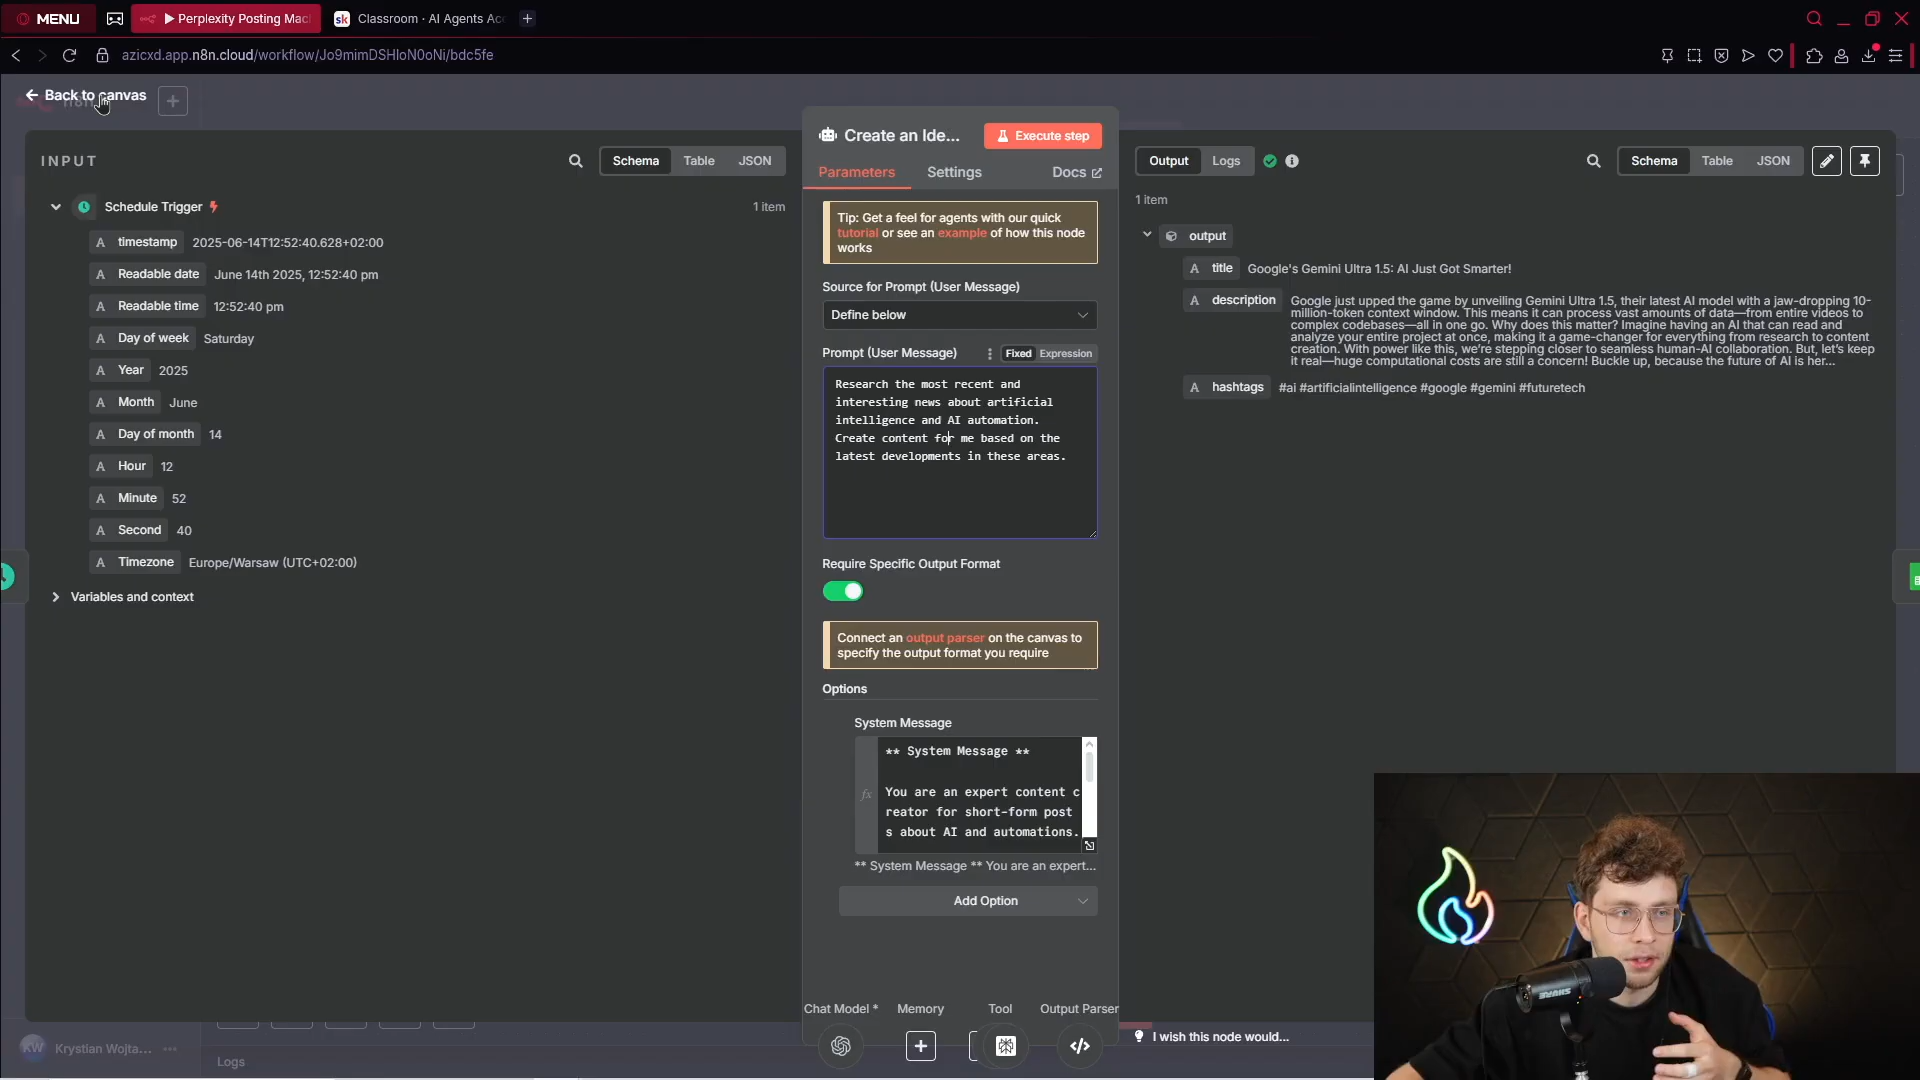 MENU
Perplexity Posting Mac
sk
Classroom · AI Agents Ac
azicxd.app.n8n.cloud/workflow/Jo9mimDSHloN0oNi/bdc5fe
Back to canvas
INPUT
Schema
Table
JSON
Schedule Trigger
1 item
A timestamp 2025-06-14T12:52:40.628+02:00
A Readable date June 14th 2025, 12:52:40 pm
A Readable time 12:52:40 pm
A Day of week Saturday
A Year 2025
A Month June
A Day of month 14
A Hour 12
A Minute 52
A Second 40
A Timezone Europe/Warsaw (UTC+02:00)
Variables and context
Create an Ide...
Execute step
Parameters
Settings
Docs
Tip: Get a feel for agents with our quick
tutorial or see an example of how this node
works
Source for Prompt (User Message)
Define below
Prompt (User Message)
Fixed
Expression
Research the most recent and
interesting news about artificial
intelligence and AI automation.
Create content for me based on the
latest developments in these areas.
Require Specific Output Format
Connect an output parser on the canvas to
specify the output format you require
Options
System Message
** System Message **
You are an expert content c
reator for short-form post
s about AI and automations.
fx
** System Message ** You are an expert...
Add Option
Chat Model *
Memory
Tool
Output Parser
Output
Logs
Schema
Table
JSON
1 item
output
A title Google's Gemini Ultra 1.5: AI Just Got Smarter!
A description Google just upped the game by unveiling Gemini Ultra 1.5, their latest AI model with a jaw-dropping 10-
million-token context window. This means it can process vast amounts of data—from entire videos to
complex codebases—all in one go. Why does this matter? Imagine having an AI that can read and
analyze your entire project at once, making it a game-changer for everything from research to content
creation. With power like this, we're stepping closer to seamless human-AI collaboration. But, let's keep
it real—huge computational costs are still a concern! Buckle up, because the future of AI is her...
A hashtags #ai #artificialintelligence #google #gemini #futuretech
I wish this node would...
KW
Krystian Wojta...
Logs
SHURE